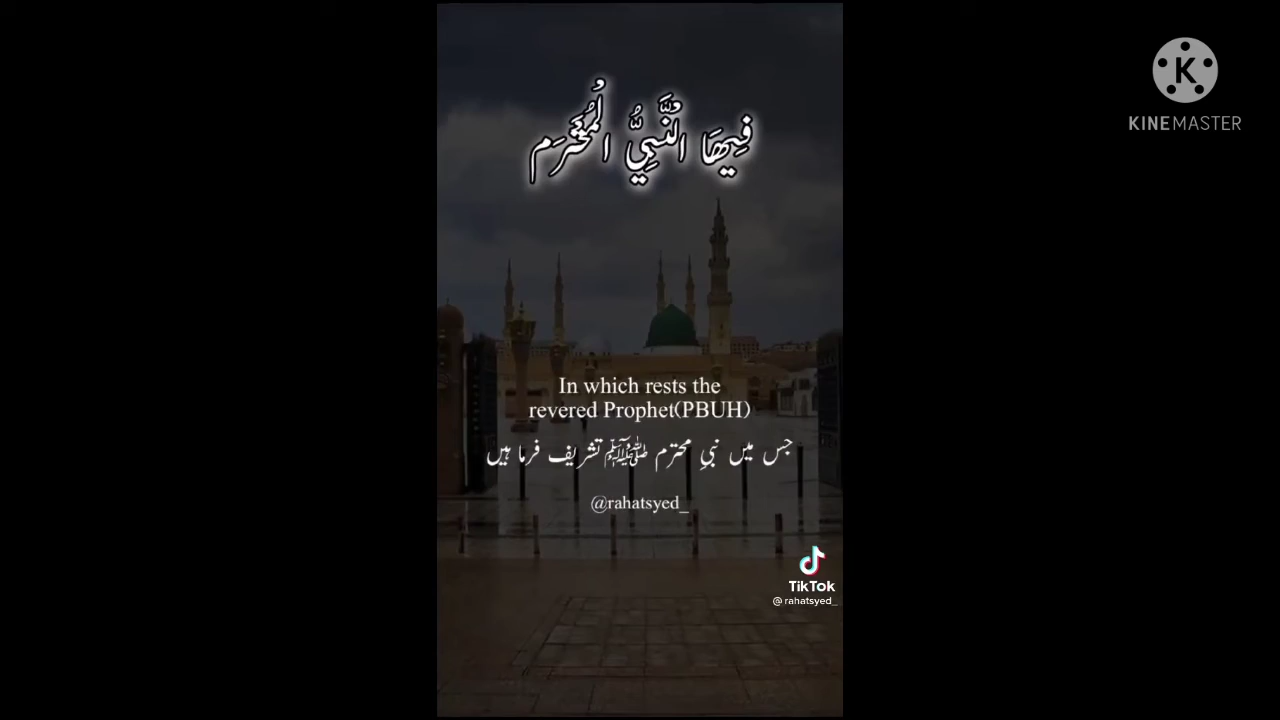 فِيهَا النَّبِيُّ الْمُحْتَرَم
KINEMASTER
In which rests the
revered Prophet(PBUH)
جس میں نبیِ محترم ﷺ تشریف فرما ہیں
@rahatsyed_
TikTok
@rahatsyed_